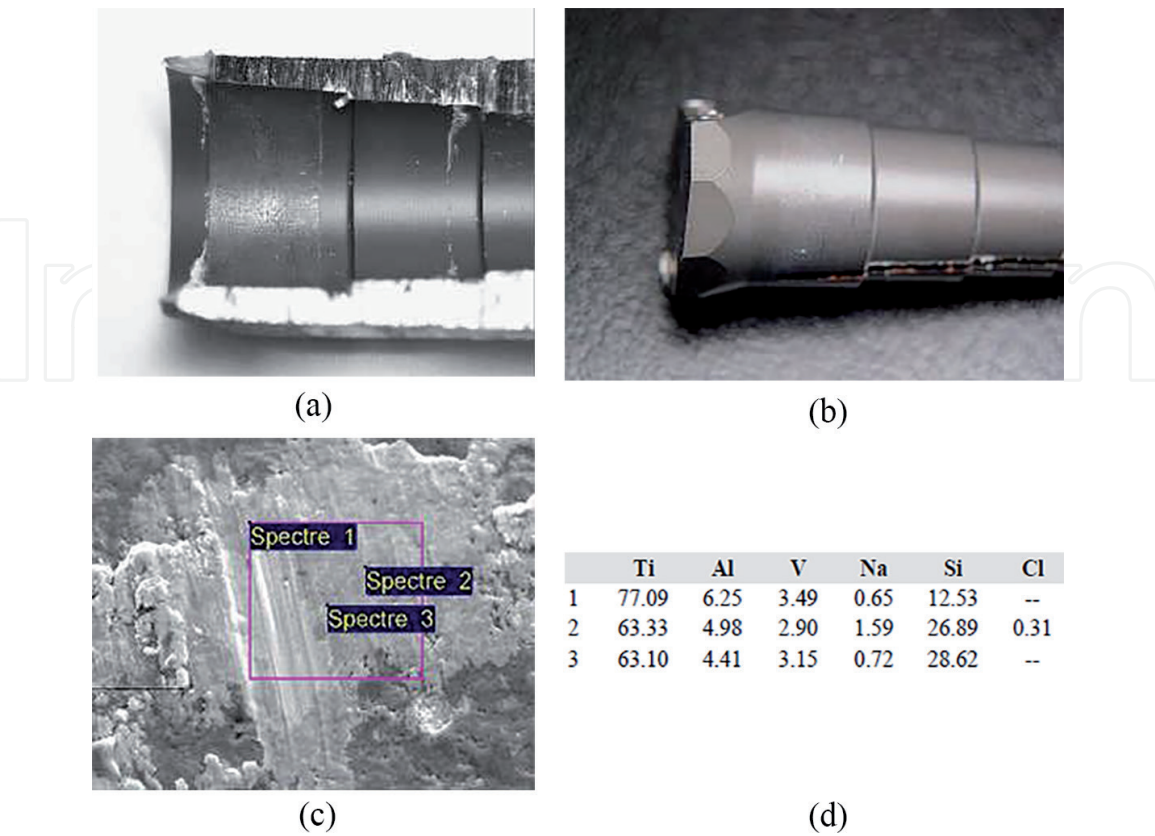 (a)
(b)
Spectre 1
Spectre 2
Spectre 3
Ti Al V Na Si Cl
1 77.09 6.25 3.49 0.65 12.53 --
2 63.33 4.98 2.90 1.59 26.89 0.31
3 63.10 4.41 3.15 0.72 28.62 --
(c)
(d)